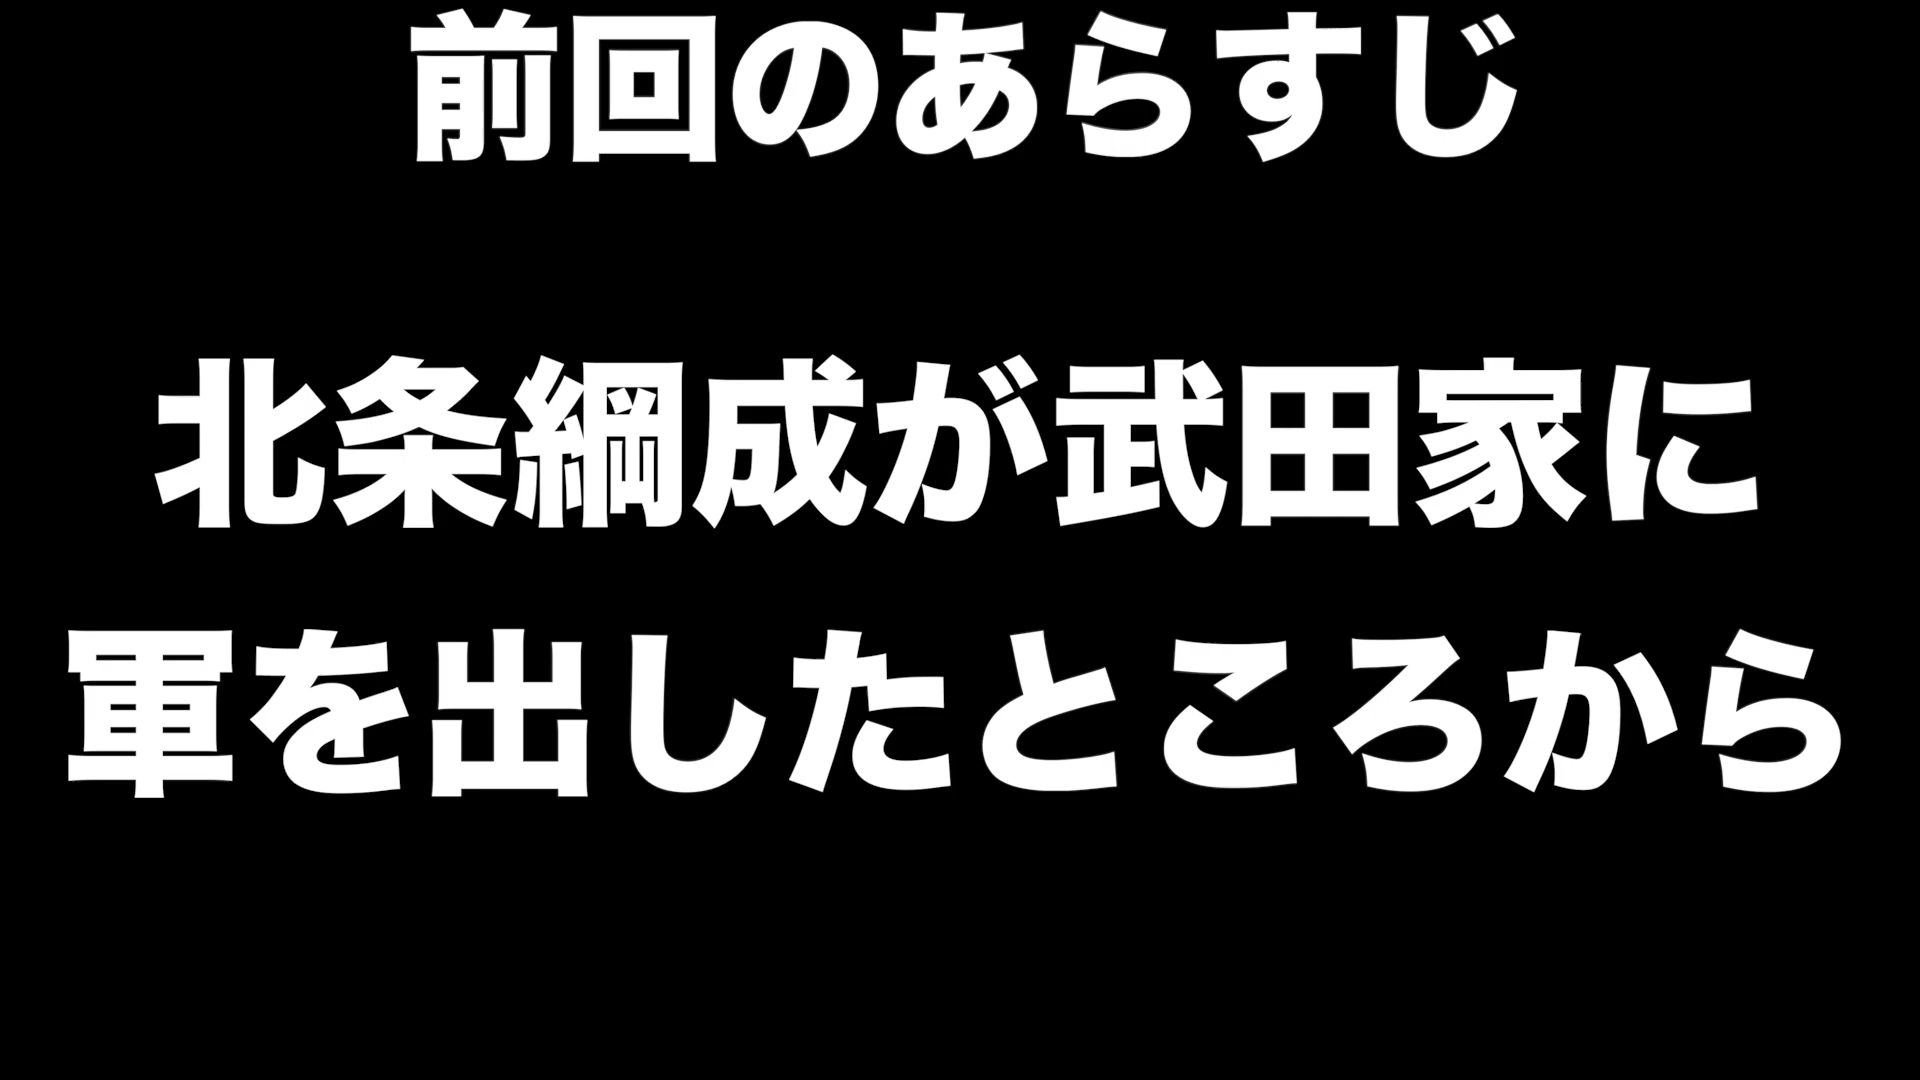 前回のあらすじ
北条綱成が武田家に
軍を出したところから